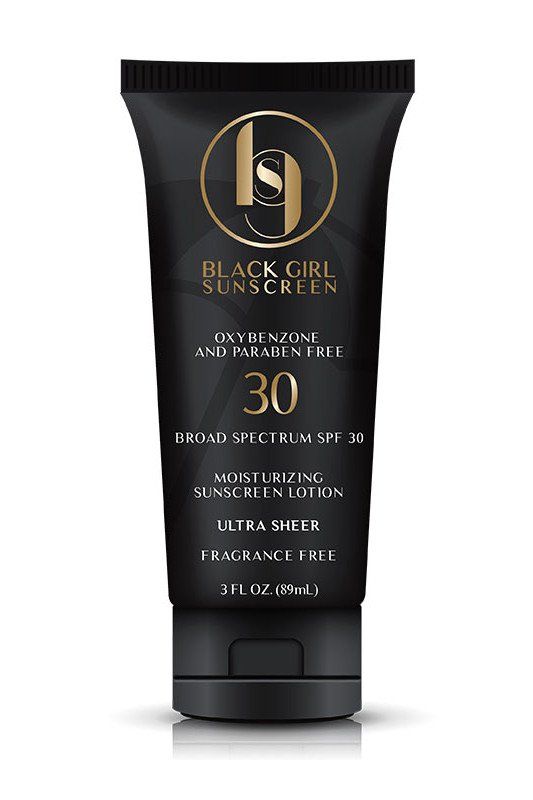 bsg
BLACK GIRL
SUNSCREEN
OXYBENZONE
AND PARABEN FREE
30
BROAD SPECTRUM SPF 30
MOISTURIZING
SUNSCREEN LOTION
ULTRA SHEER
FRAGRANCE FREE
3 FL OZ. (89mL)